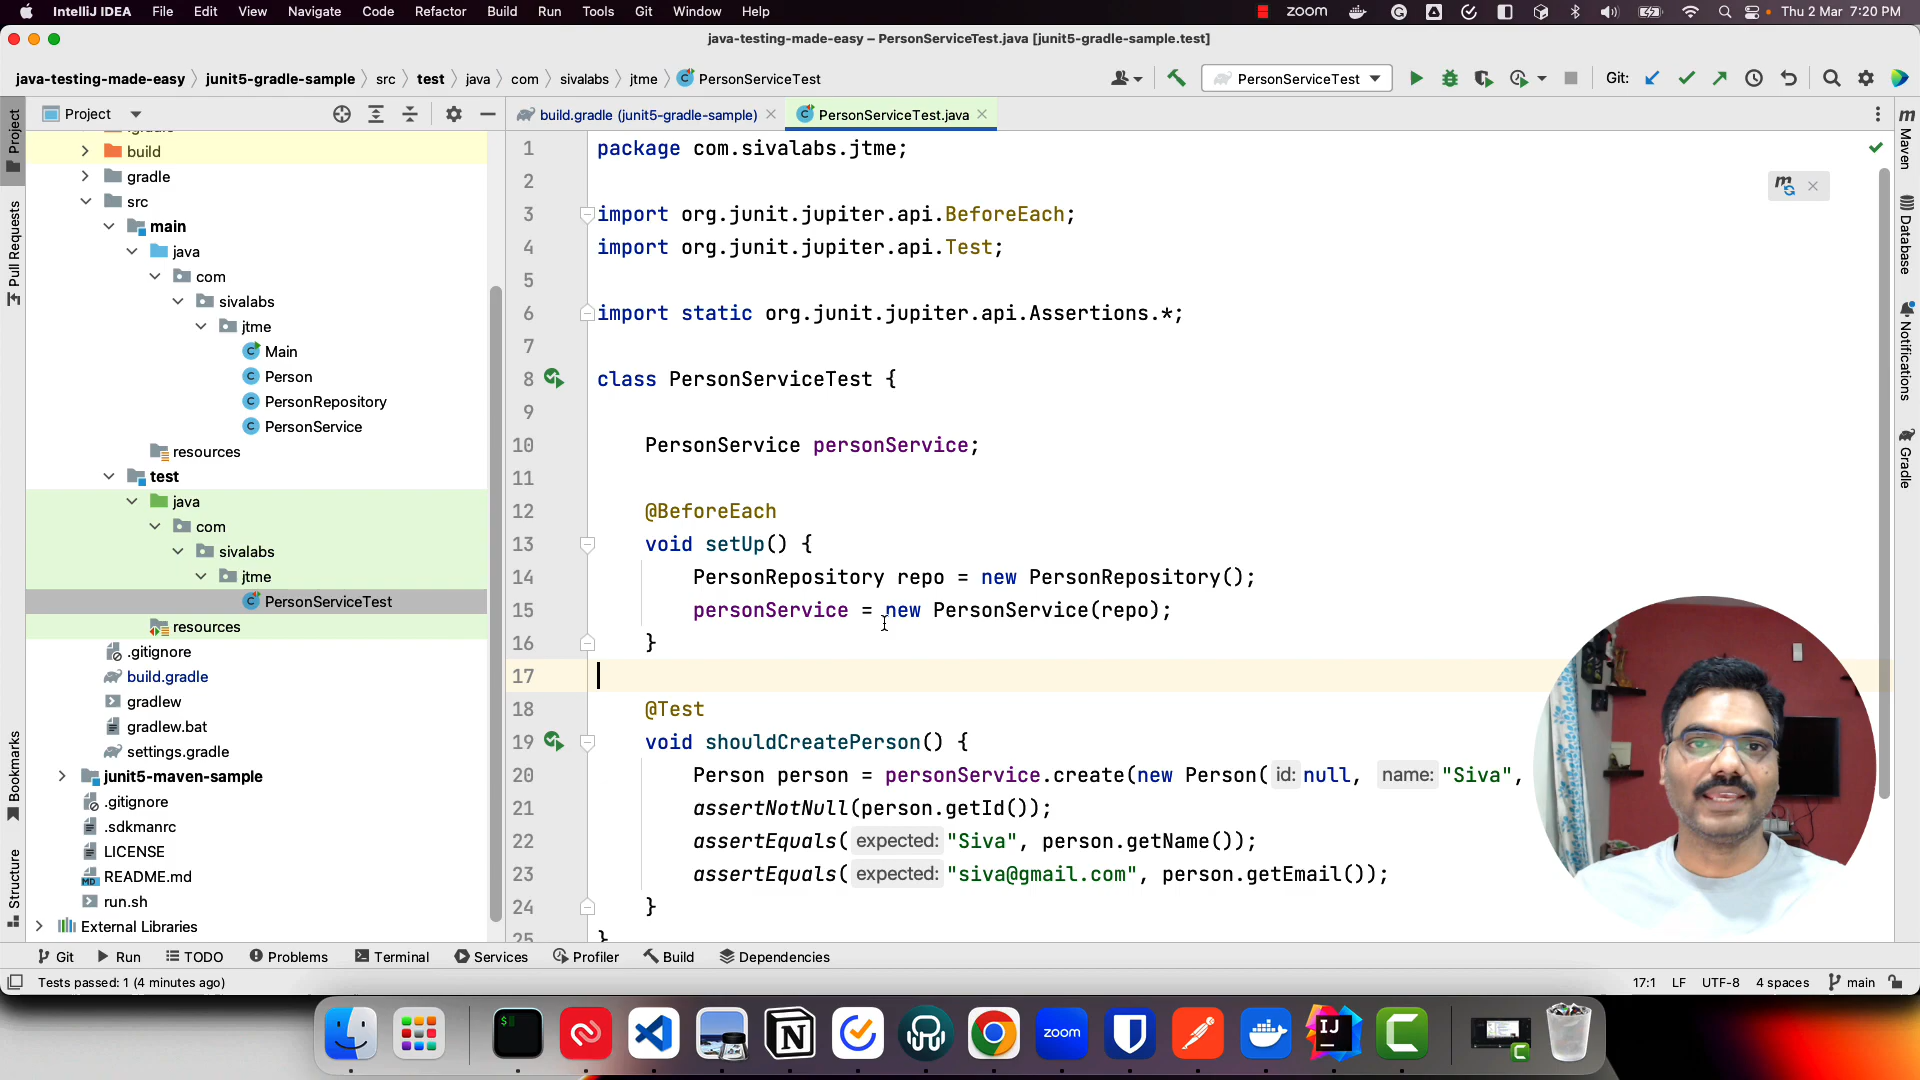 IntelliJ IDEA File Edit View Navigate Code Refactor Build Run Tools Git Window Help zoom Thu 2 Mar 7:20 PM
java-testing-made-easy – PersonServiceTest.java [junit5-gradle-sample.test]
java-testing-made-easy junit5-gradle-sample src test java com sivalabs jtme PersonServiceTest PersonServiceTest Git:
Project build.gradle (junit5-gradle-sample) PersonServiceTest.java
Project
Pull Requests
Bookmarks
Structure
build
gradle
src
main
java
com
sivalabs
jtme
Main
Person
PersonRepository
PersonService
resources
test
java
com
sivalabs
jtme
PersonServiceTest
resources
.gitignore
build.gradle
gradlew
gradlew.bat
settings.gradle
junit5-maven-sample
.gitignore
.sdkmanrc
LICENSE
README.md
run.sh
External Libraries
1 package com.sivalabs.jtme;
2
3 import org.junit.jupiter.api.BeforeEach;
4 import org.junit.jupiter.api.Test;
5
6 import static org.junit.jupiter.api.Assertions.*;
7
8 class PersonServiceTest {
9
10 PersonService personService;
11
12 @BeforeEach
13 void setUp() {
14 PersonRepository repo = new PersonRepository();
15 personService = new PersonService(repo);
16 }
17
18 @Test
19 void shouldCreatePerson() {
20 Person person = personService.create(new Person( id: null, name: "Siva",
21 assertNotNull(person.getId());
22 assertEquals( expected: "Siva", person.getName());
23 assertEquals( expected: "siva@gmail.com", person.getEmail());
24 }
25 }
Maven
Database
Notifications
Gradle
Git Run TODO Problems Terminal Services Profiler Build Dependencies
Tests passed: 1 (4 minutes ago) 17:1 LF UTF-8 4 spaces main
zoom
IJ